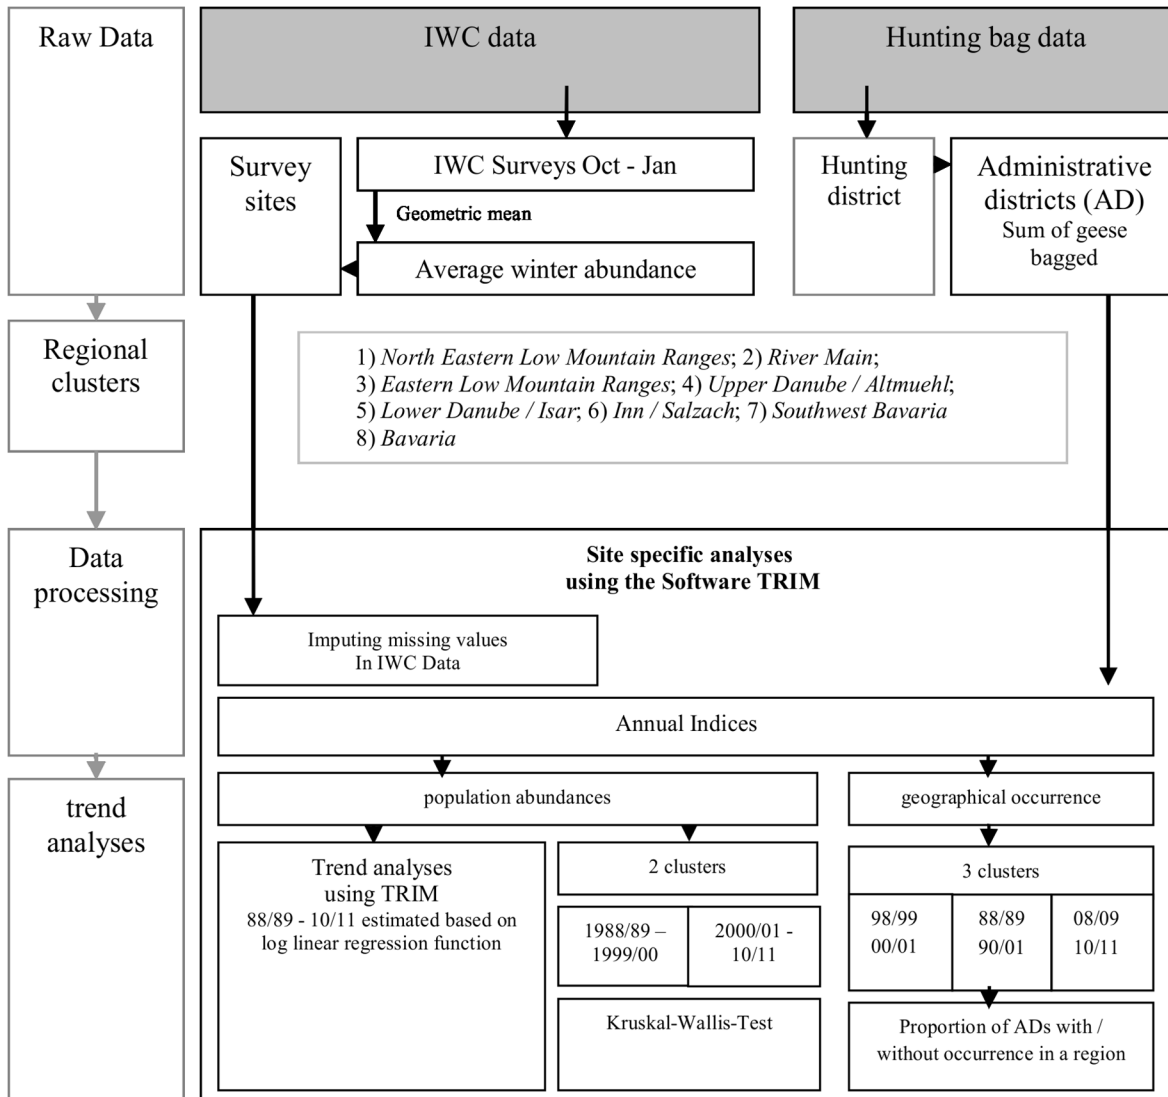 Raw Data
IWC data
Hunting bag data
Survey
sites
IWC Surveys Oct - Jan
Geometric mean
Average winter abundance
Hunting
district
Administrative
districts (AD)
Sum of geese
bagged
Regional
clusters
1) North Eastern Low Mountain Ranges; 2) River Main;
3) Eastern Low Mountain Ranges; 4) Upper Danube / Altmuehl;
5) Lower Danube / Isar; 6) Inn / Salzach; 7) Southwest Bavaria
8) Bavaria
Data
processing
Site specific analyses
using the Software TRIM
Imputing missing values
In IWC Data
Annual Indices
trend
analyses
population abundances
geographical occurrence
Trend analyses
using TRIM
88/89 - 10/11 estimated based on
log linear regression function
2 clusters
1988/89 –
1999/00
2000/01 -
10/11
Kruskal-Wallis-Test
3 clusters
98/99
00/01
88/89
90/01
08/09
10/11
Proportion of ADs with /
without occurrence in a region